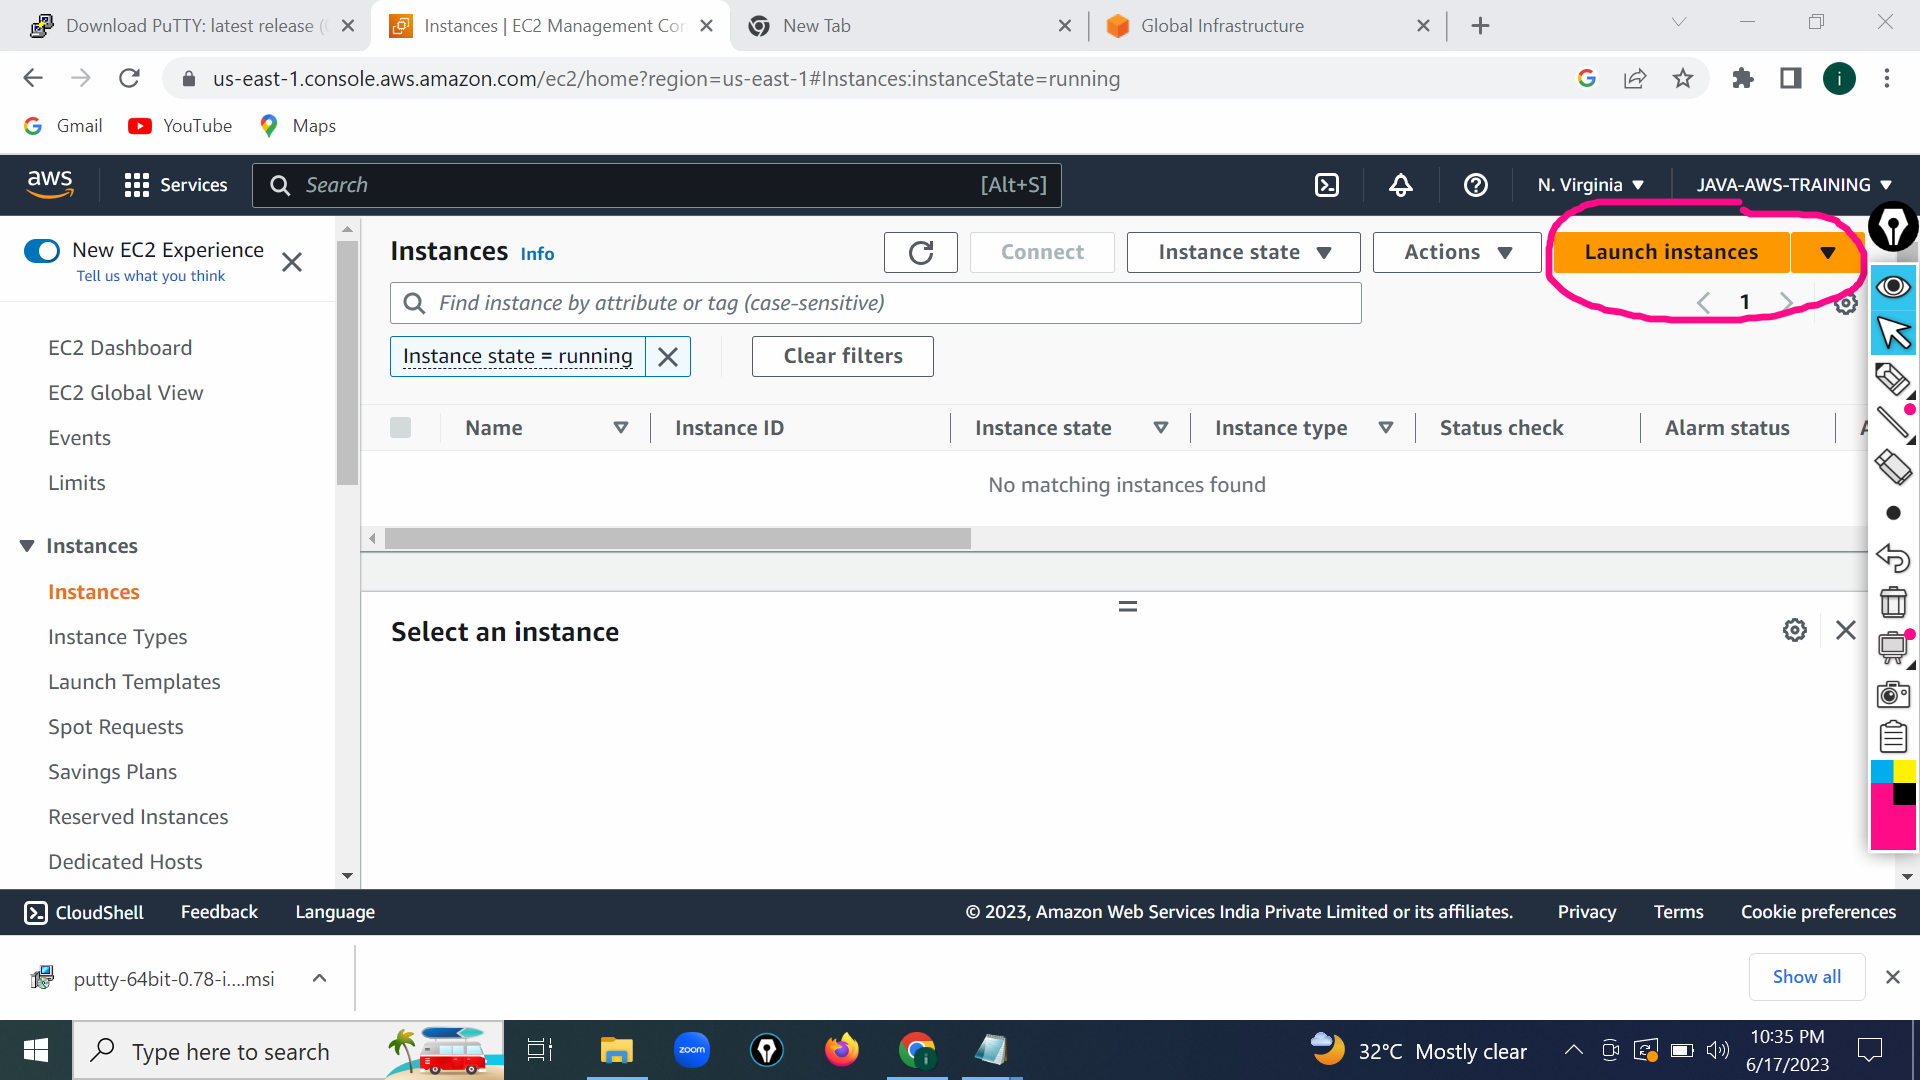 Download PuTTY: latest release (
Instances | EC2 Management Con
New Tab
Global Infrastructure
us-east-1.console.aws.amazon.com/ec2/home?region=us-east-1#Instances:instanceState=running
i
Gmail
YouTube
Maps
aws
Services
Search
[Alt+S]
N. Virginia
JAVA-AWS-TRAINING
New EC2 Experience
Tell us what you think
EC2 Dashboard
EC2 Global View
Events
Limits
Instances
Instances
Instance Types
Launch Templates
Spot Requests
Savings Plans
Reserved Instances
Dedicated Hosts
Instances Info
Connect
Instance state
Actions
Launch instances
Find instance by attribute or tag (case-sensitive)
1
Instance state = running
Clear filters
Name
Instance ID
Instance state
Instance type
Status check
Alarm status
No matching instances found
Select an instance
CloudShell
Feedback
Language
© 2023, Amazon Web Services India Private Limited or its affiliates.
Privacy
Terms
Cookie preferences
putty-64bit-0.78-i....msi
Show all
Type here to search
zoom
i
32°C Mostly clear
10:35 PM
6/17/2023